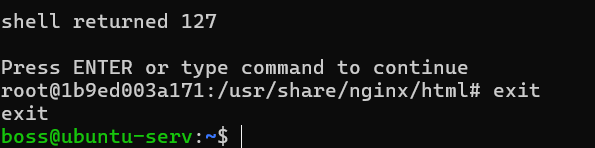 shell returned 127
Press ENTER or type command to continue
root@1b9ed003a171:/usr/share/nginx/html# exit
exit
boss@ubuntu-serv:~$